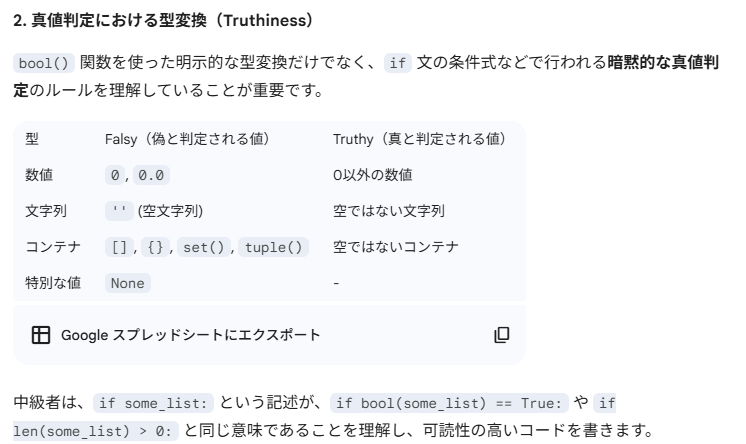 2. 真値判定における型変換（Truthiness）
bool() 関数を使った明示的な型変換だけでなく、 if 文の条件式などで行われる暗黙的な真値判
定のルールを理解していることが重要です。
型 Falsy（偽と判定される値） Truthy（真と判定される値）
数値 0 , 0.0 0以外の数値
文字列 '' (空文字列) 空ではない文字列
コンテナ [] , {} , set() , tuple() 空ではないコンテナ
特別な値 None -
Google スプレッドシートにエクスポート
中級者は、 if some_list: という記述が、 if bool(some_list) == True: や if
len(some_list) > 0: と同じ意味であることを理解し、可読性の高いコードを書きます。